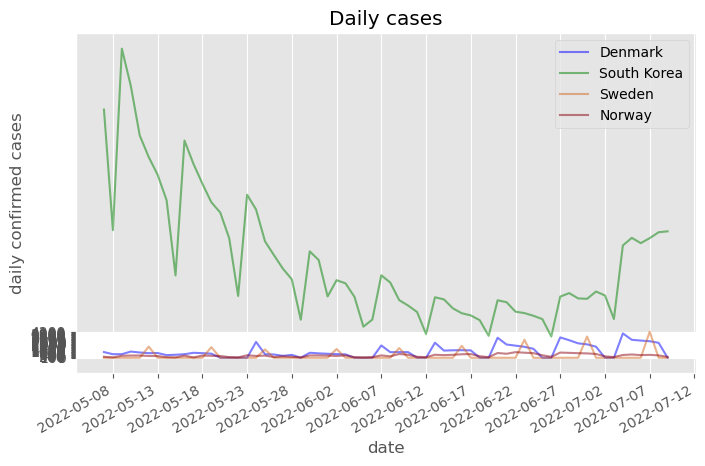 Daily cases
Denmark
South Korea
Sweden
Norway
daily confirmed cases
2022-05-08
2022-05-13
2022-05-18
2022-05-23
2022-05-28
2022-06-02
2022-06-07
2022-06-12
2022-06-17
2022-06-22
2022-06-27
2022-07-02
2022-07-07
2022-07-12
date